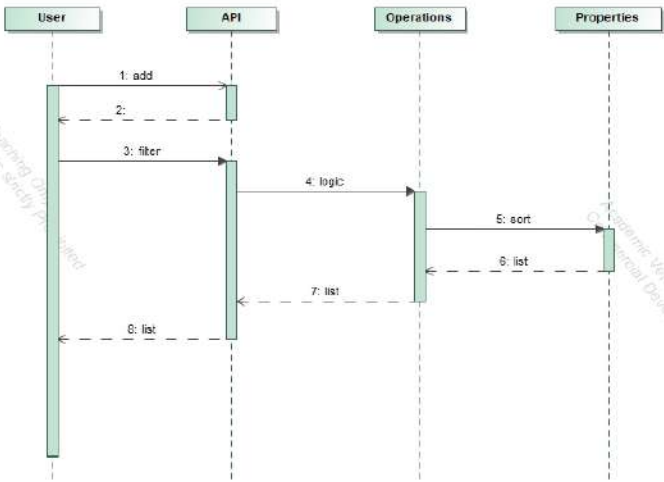 User
API
Operations
Properties
1: add
2:
3: filter
4: logic
5: sort
6: list
7: list
8: list